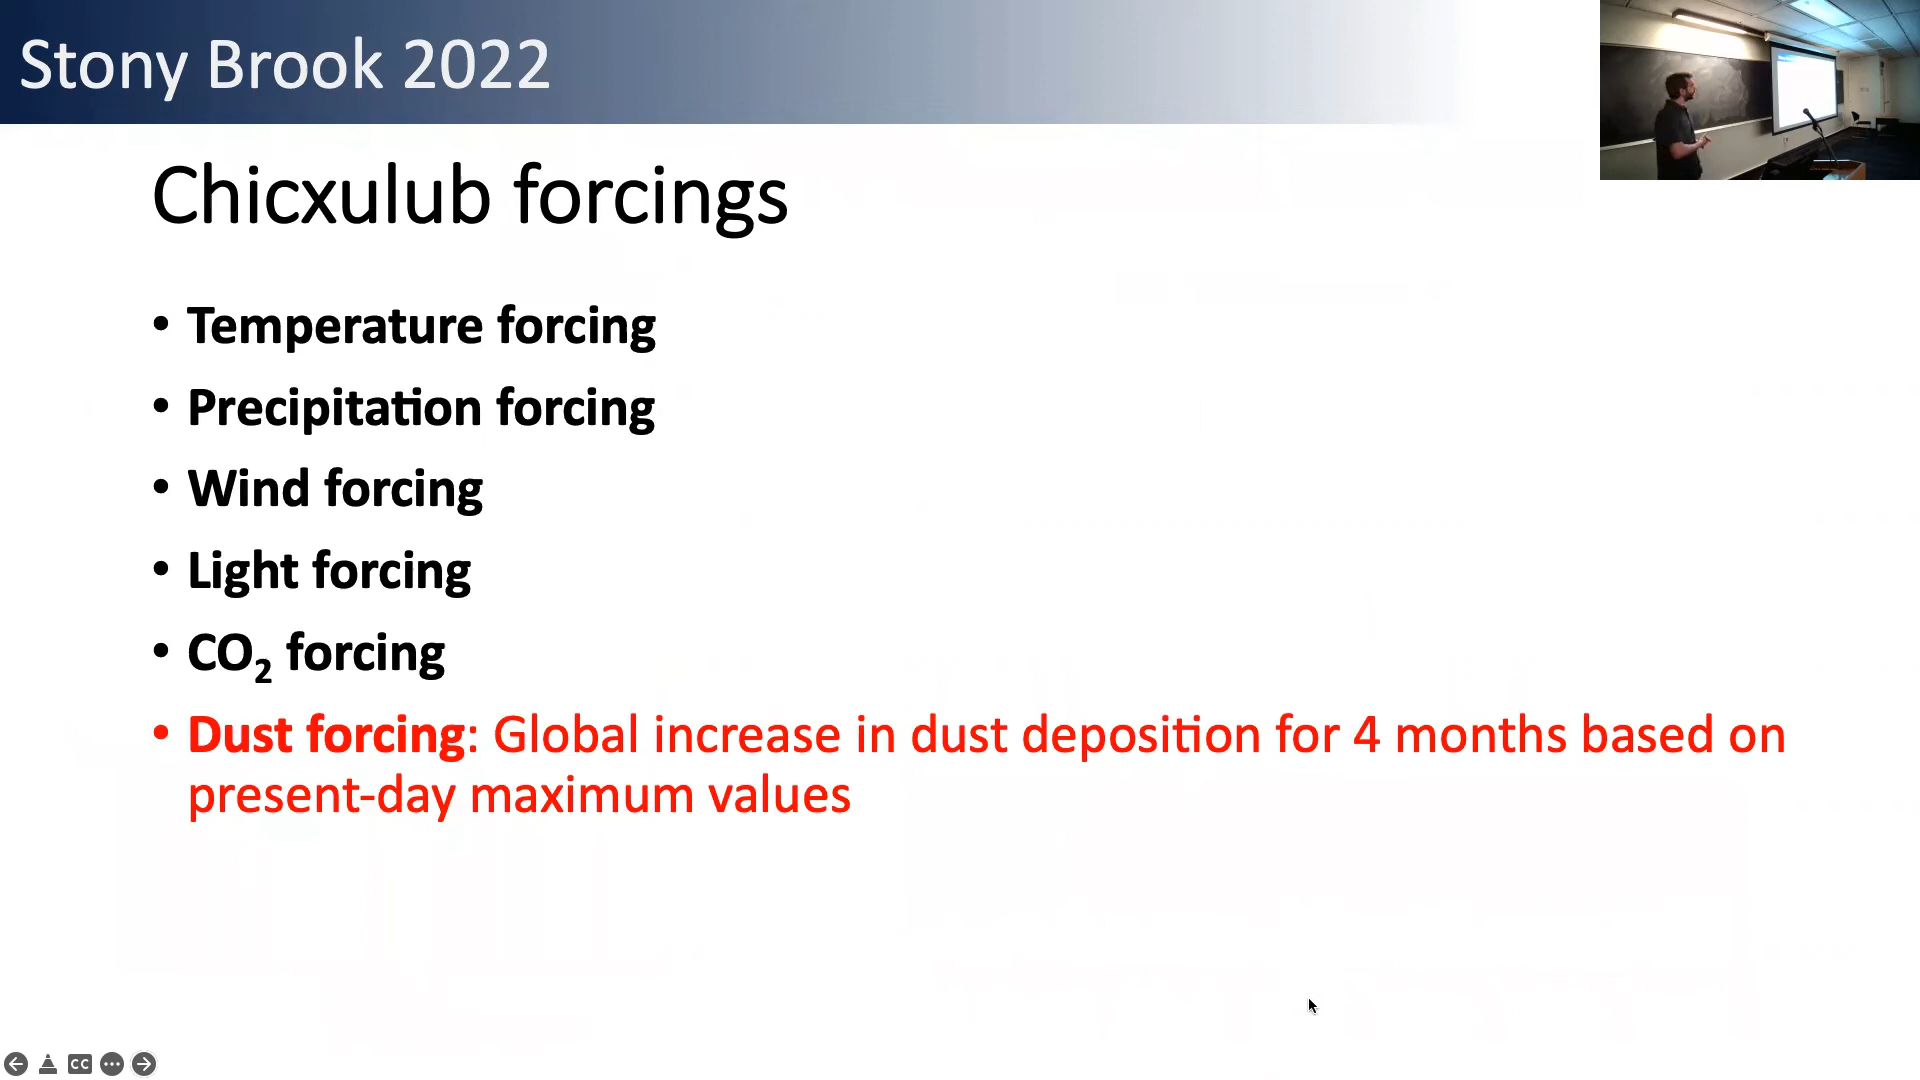 Stony Brook 2022
Chicxulub forcings
• Temperature forcing
• Precipitation forcing
• Wind forcing
• Light forcing
• CO₂ forcing
• Dust forcing: Global increase in dust deposition for 4 months based on
present-day maximum values
CC